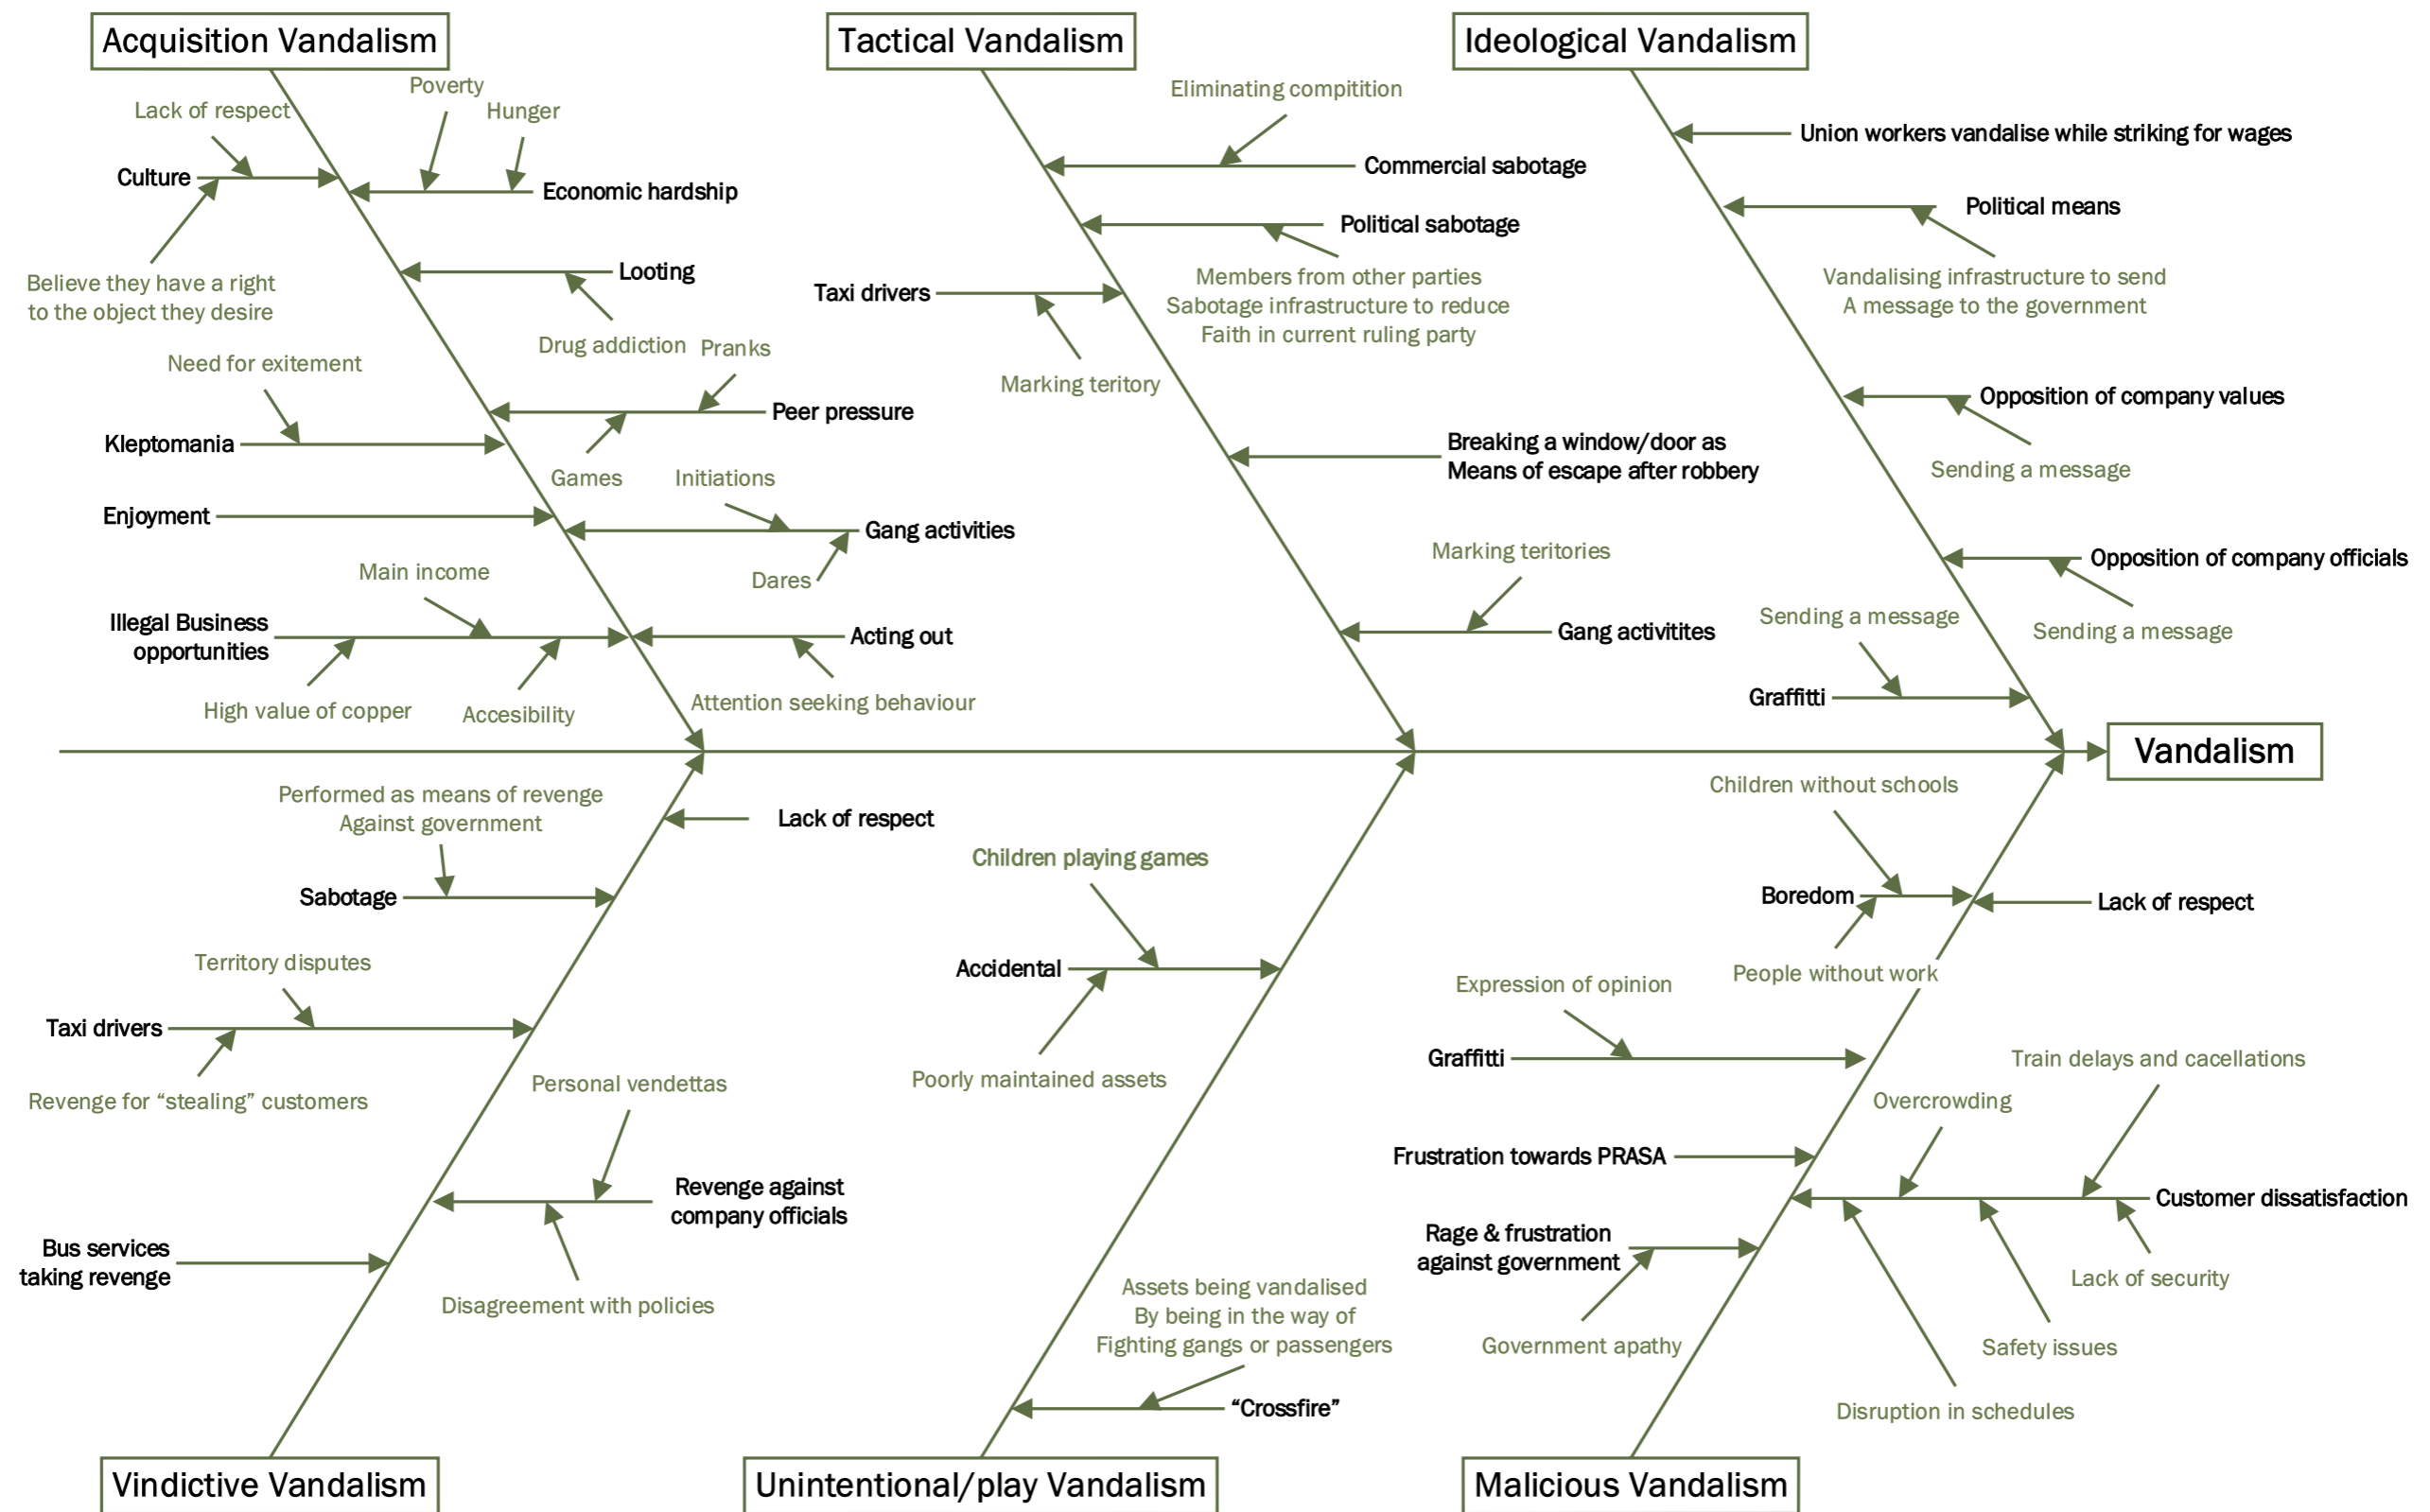 Acquisition Vandalism
Tactical Vandalism
Ideological Vandalism
Poverty
Lack of respect
Hunger
Culture
Economic hardship
Believe they have a right
to the object they desire
Looting
Drug addiction
Pranks
Need for exitement
Peer pressure
Kleptomania
Games
Initiations
Enjoyment
Gang activities
Dares
Main income
Illegal Business
opportunities
Acting out
High value of copper
Accesibility
Attention seeking behaviour
Eliminating compitition
Commercial sabotage
Political sabotage
Members from other parties
Sabotage infrastructure to reduce
Faith in current ruling party
Taxi drivers
Marking teritory
Breaking a window/door as
Means of escape after robbery
Marking teritories
Gang activitites
Union workers vandalise while striking for wages
Political means
Vandalising infrastructure to send
A message to the government
Opposition of company values
Sending a message
Opposition of company officials
Sending a message
Sending a message
Graffitti
Vandalism
Performed as means of revenge
Against government
Lack of respect
Sabotage
Territory disputes
Taxi drivers
Revenge for “stealing” customers
Personal vendettas
Revenge against
company officials
Bus services
taking revenge
Disagreement with policies
Children playing games
Accidental
Poorly maintained assets
Assets being vandalised
By being in the way of
Fighting gangs or passengers
“Crossfire”
Children without schools
Boredom
Lack of respect
People without work
Expression of opinion
Graffitti
Train delays and cacellations
Overcrowding
Frustration towards PRASA
Customer dissatisfaction
Rage & frustration
against government
Lack of security
Government apathy
Safety issues
Disruption in schedules
Vindictive Vandalism
Unintentional/play Vandalism
Malicious Vandalism